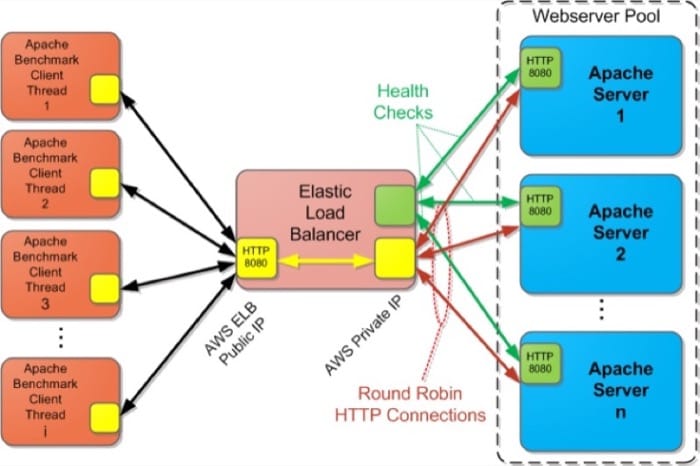 Webserver Pool
Apache
Benchmark
Client
Thread
1
Apache
Benchmark
Client
Thread
2
Apache
Benchmark
Client
Thread
3
Apache
Benchmark
Client
Thread
i
Health
Checks
Elastic
Load
Balancer
HTTP
8080
AWS ELB
Public IP
AWS Private IP
Round Robin
HTTP Connections
HTTP
8080
Apache
Server
1
HTTP
8080
Apache
Server
2
HTTP
8080
Apache
Server
n